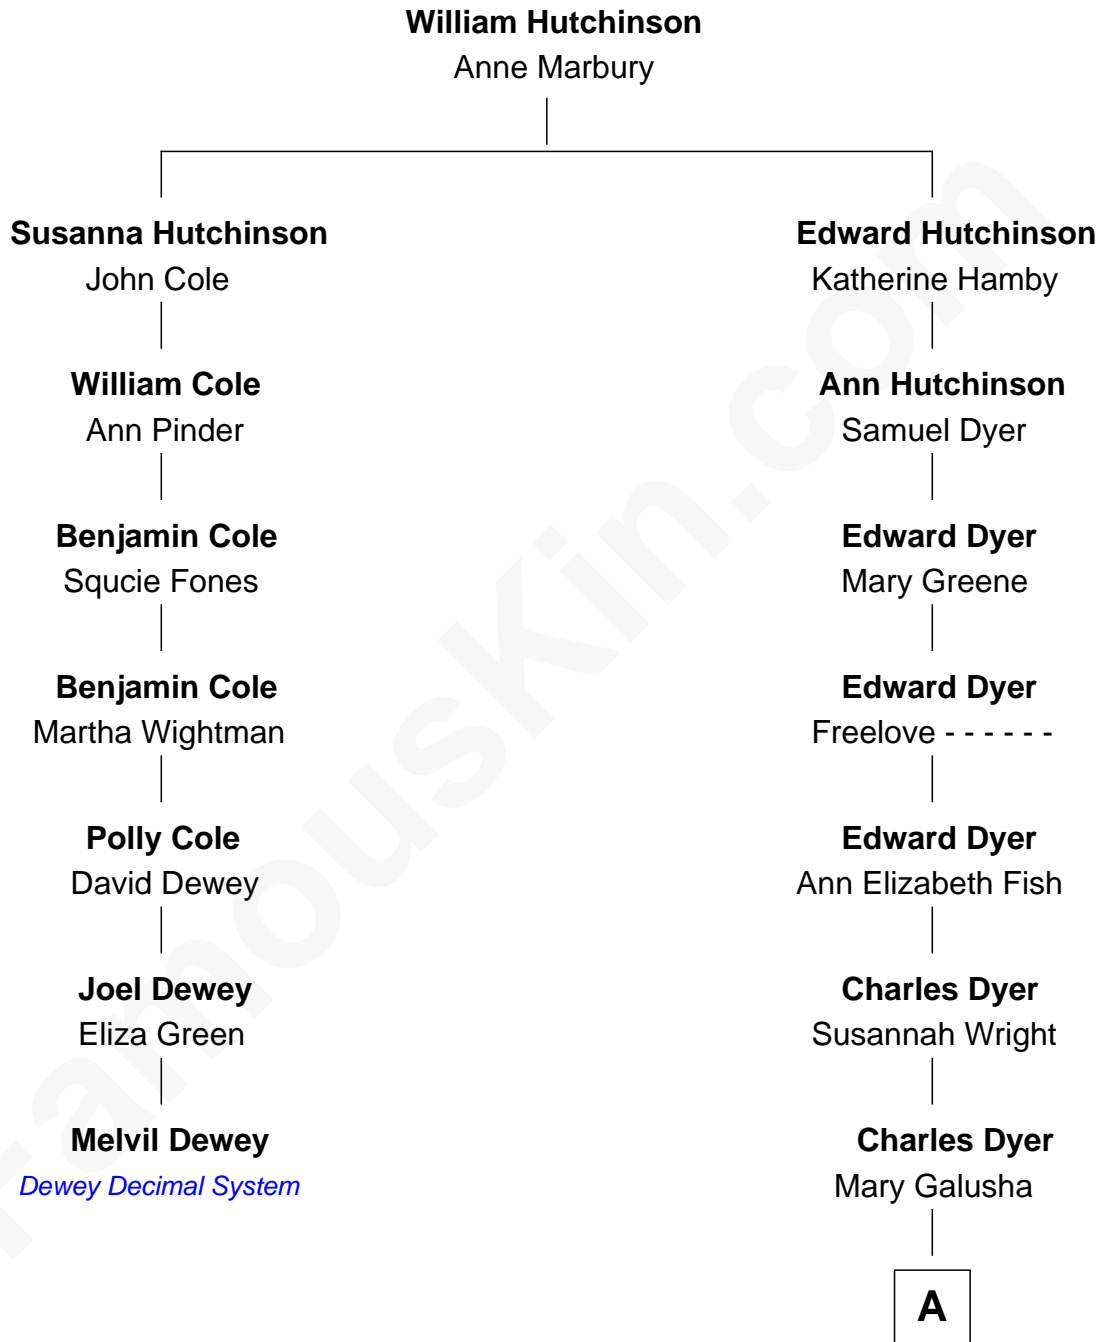 William Hutchinson
Anne Marbury
Susanna Hutchinson
John Cole
William Cole
Ann Pinder
Benjamin Cole
Squcie Fones
Benjamin Cole
Martha Wightman
Polly Cole
David Dewey
Joel Dewey
Eliza Green
Melvil Dewey
Dewey Decimal System
Edward Hutchinson
Katherine Hamby
Ann Hutchinson
Samuel Dyer
Edward Dyer
Mary Greene
Edward Dyer
Freelove - - - - - -
Edward Dyer
Ann Elizabeth Fish
Charles Dyer
Susannah Wright
Charles Dyer
Mary Galusha
A
FamousKin.com